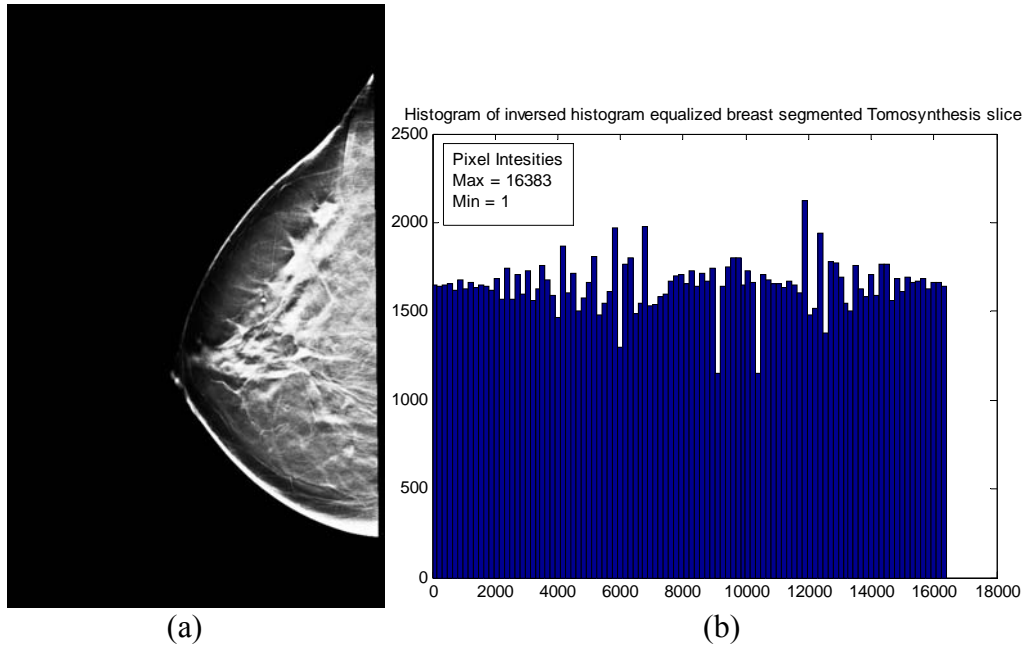 Histogram of inversed histogram equalized breast segmented Tomosynthesis slice
2500
Pixel Intesities
Max = 16383
Min = 1
2000
1500
1000
500
0
0 2000 4000 6000 8000 10000 12000 14000 16000 18000
(a) (b)